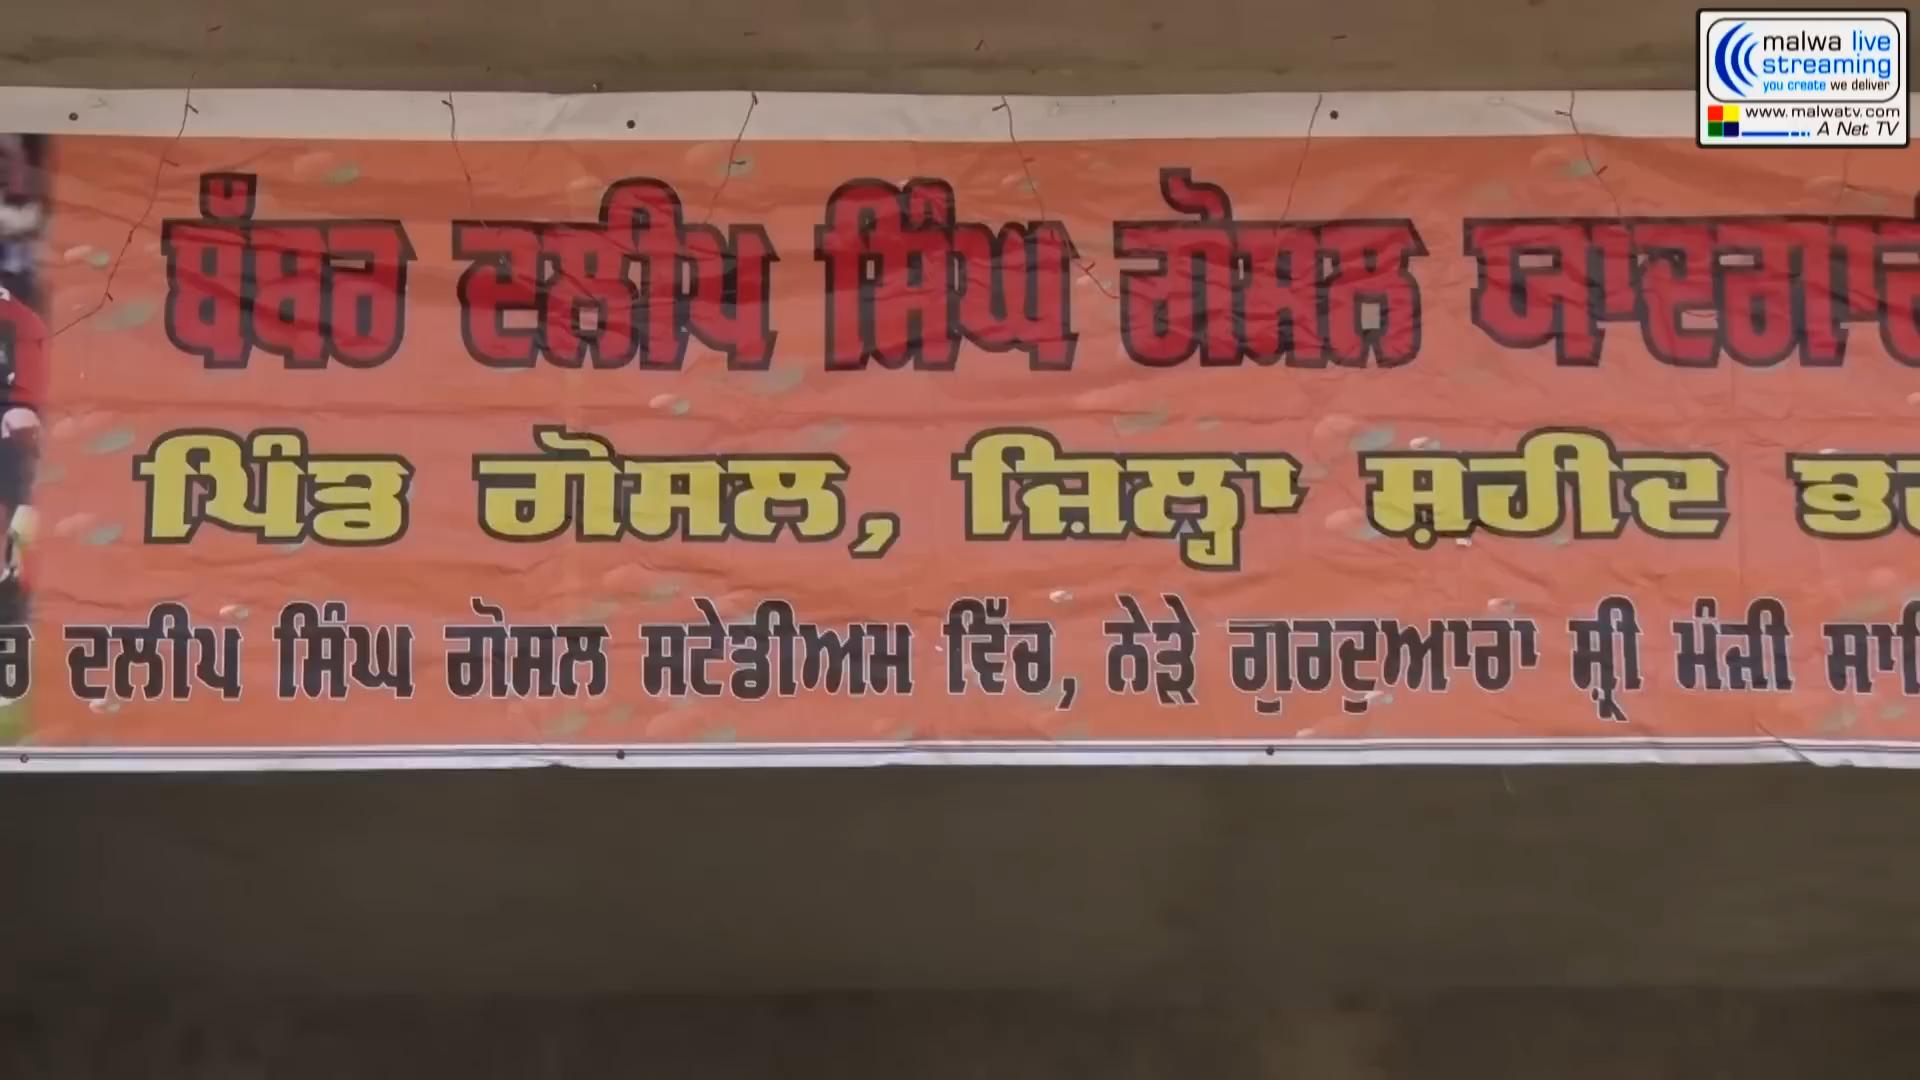 malwa live
streaming
you create we deliver
www.malwatv.com
A Net TV
ਬੱਬਰ ਦਲੀਪ ਸਿੰਘ ਗੋਸਲ ਯਾਦਗਾਰੀ
ਪਿੰਡ ਗੋਸਲ, ਜ਼ਿਲ੍ਹਾ ਸ਼ਹੀਦ
ਦਲੀਪ ਸਿੰਘ ਗੋਸਲ ਸਟੇਡੀਅਮ ਵਿੱਚ, ਨੇੜੇ ਗੁਰਦੁਆਰਾ ਸ਼੍ਰੀ ਮੰਜੀ